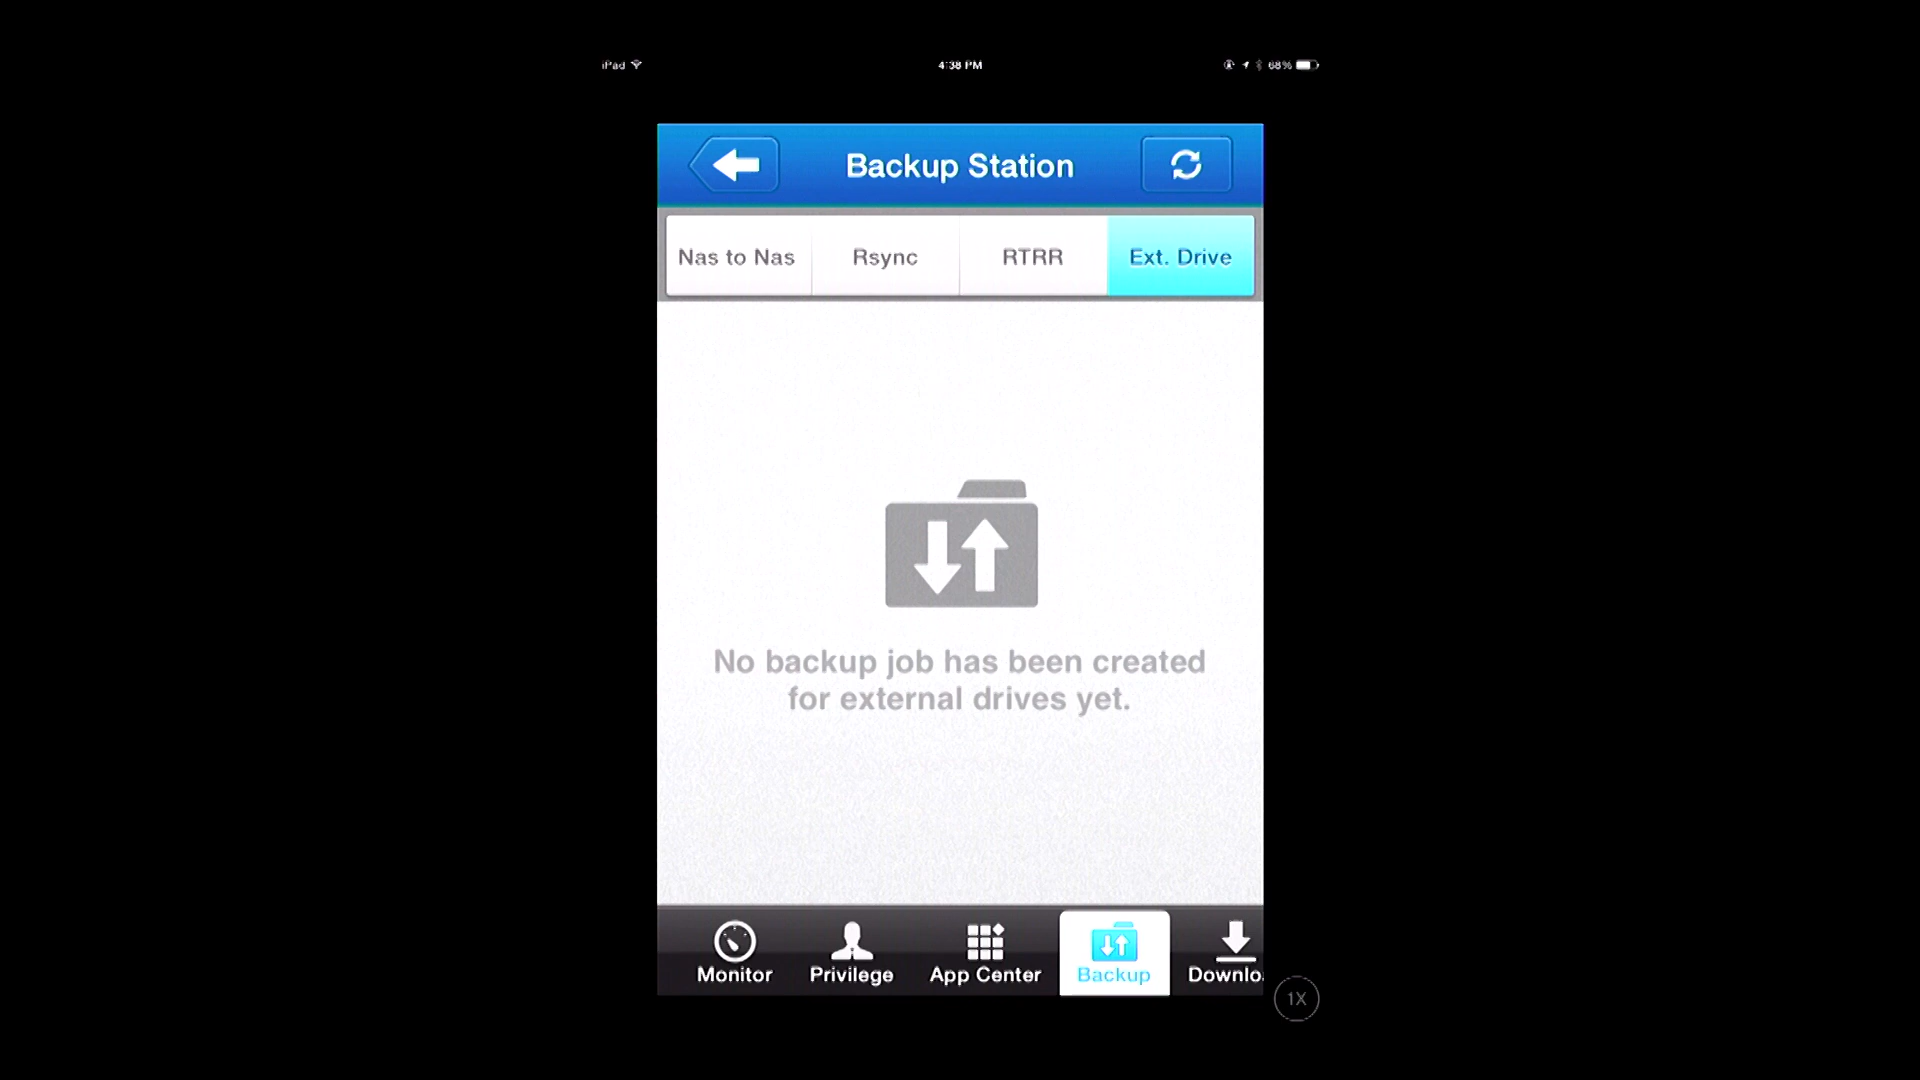 iPad
4:38 PM
68%
Backup Station
Nas to Nas
Rsync
RTRR
Ext. Drive
No backup job has been created
for external drives yet.
Monitor
Privilege
App Center
Backup
Downlo
1X